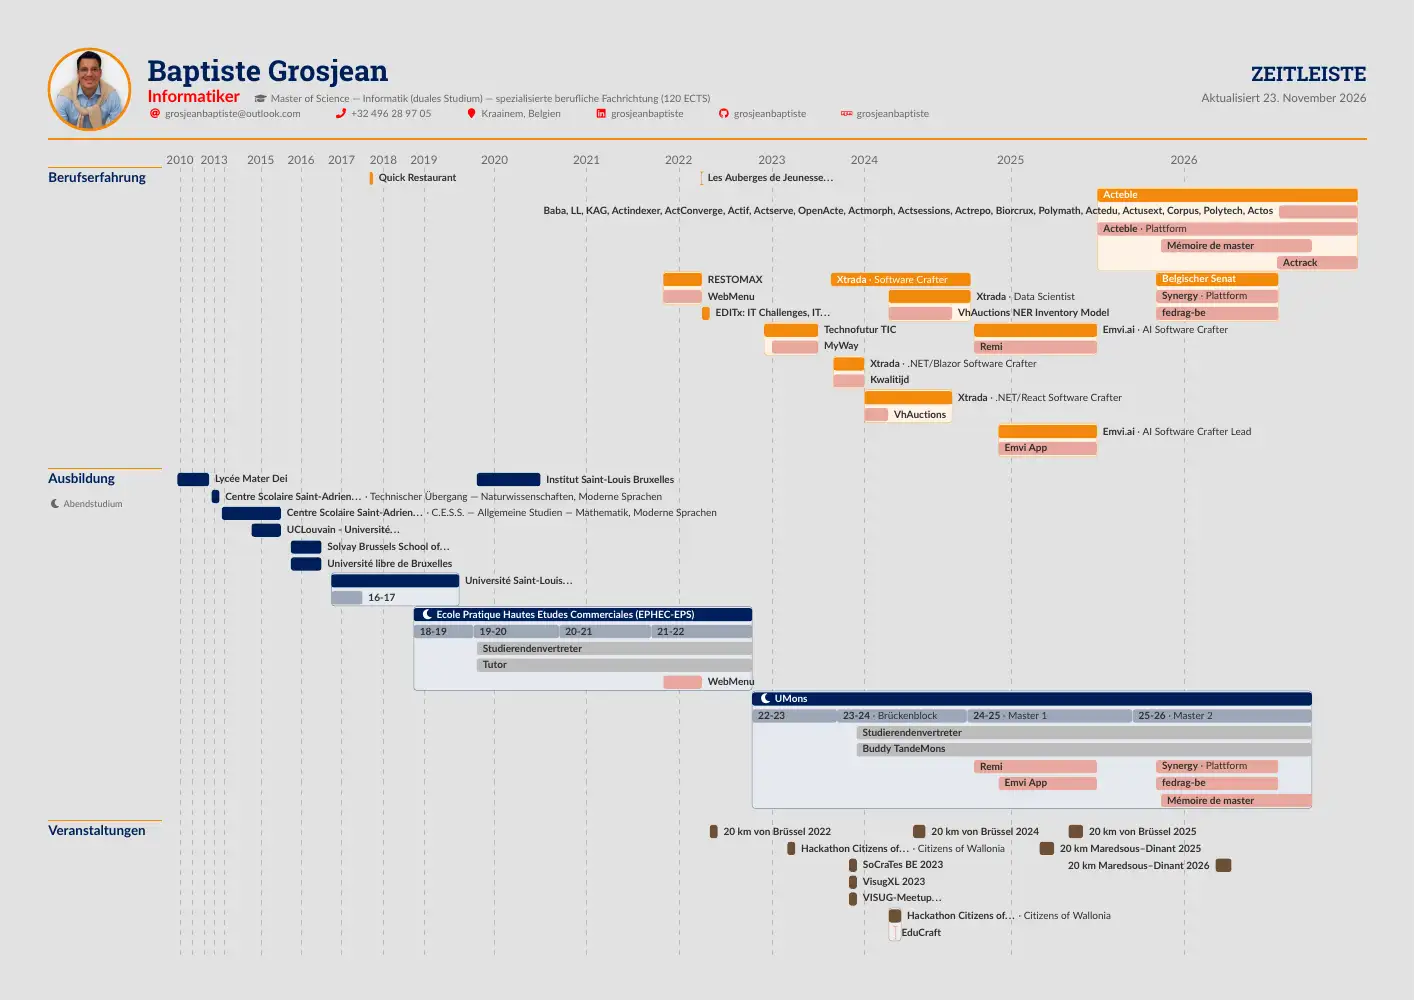 Baptiste Grosjean
ZEITLEISTE
Informatiker Master of Science — Informatik (duales Studium) — spezialisierte berufliche Fachrichtung (120 ECTS)
Aktualisiert 23. November 2026
grosjeanbaptiste@outlook.com +32 496 28 97 05 Kraainem, Belgien grosjeanbaptiste grosjeanbaptiste grosjeanbaptiste
2010 2013 2015 2016 2017 2018 2019 2020 2021 2022 2023 2024 2025 2026
Berufserfahrung
Quick Restaurant Les Auberges de Jeunesse…
Acteble
Baba, LL, KAG, Actindexer, ActConverge, Actif, Actserve, OpenActe, Actmorph, Actsessions, Actrepo, Biorcrux, Polymath, Actedu, Actusext, Corpus, Polytech, Actos
Acteble · Plattform
Mémoire de master
Actrack
RESTOMAX Xtrada · Software Crafter Belgischer Senat
WebMenu Xtrada · Data Scientist Synergy · Plattform
EDITx: IT Challenges, IT… VhAuctions NER Inventory Model fedrag-be
Technofutur TIC Emvi.ai · AI Software Crafter
MyWay Remi
Xtrada · .NET/Blazor Software Crafter
Kwalitijd
Xtrada · .NET/React Software Crafter
VhAuctions
Emvi.ai · AI Software Crafter Lead
Emvi App
Ausbildung
Lycée Mater Dei Institut Saint-Louis Bruxelles
Abendstudium
Centre Scolaire Saint-Adrien… · Technischer Übergang — Naturwissenschaften, Moderne Sprachen
Centre Scolaire Saint-Adrien… · C.E.S.S. — Allgemeine Studien — Mathematik, Moderne Sprachen
UCLouvain - Université…
Solvay Brussels School of…
Université libre de Bruxelles
Université Saint-Louis…
16-17
Ecole Pratique Hautes Etudes Commerciales (EPHEC-EPS)
18-19 19-20 20-21 21-22
Studierendenvertreter
Tutor
WebMenu
UMons
22-23 23-24 · Brückenblock 24-25 · Master 1 25-26 · Master 2
Studierendenvertreter
Buddy TandeMons
Remi Synergy · Plattform
Emvi App fedrag-be
Mémoire de master
Veranstaltungen
20 km von Brüssel 2022 20 km von Brüssel 2024 20 km von Brüssel 2025
Hackathon Citizens of… · Citizens of Wallonia 20 km Maredsous–Dinant 2025
SoCraTes BE 2023 20 km Maredsous–Dinant 2026
VisugXL 2023
VISUG-Meetup…
Hackathon Citizens of… · Citizens of Wallonia
EduCraft